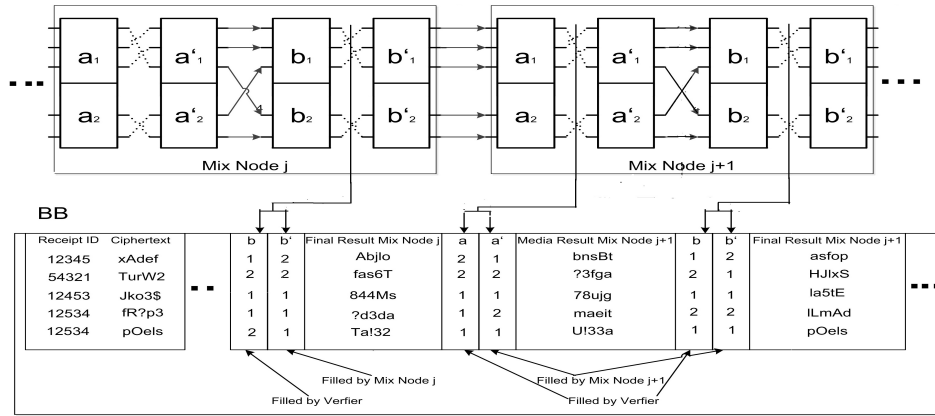 a1 a‘1 b1 b‘1 a1 a‘1 b1 b‘1
a2 a‘2 b2 b‘2 a2 a‘2 b2 b‘2
Mix Node j Mix Node j+1
BB
Receipt ID Ciphertext b b‘ Final Result Mix Node j a a‘ Media Result Mix Node j+1 b b‘ Final Result Mix Node j+1
12345 xAdef 1 2 Abjlo 2 1 bnsBt 1 2 asfop
54321 TurW2 2 2 fas6T 2 2 ?3fga 2 1 HJlxS
12453 Jko3$ 1 1 844Ms 1 1 78ujg 1 1 la5tE
12534 fR?p3 1 1 ?d3da 1 2 maeit 2 2 lLmAd
12534 pOels 2 1 Ta!32 1 1 U!33a 1 1 pOels
Filled by Mix Node j Filled by Mix Node j+1
Filled by Verfier Filled by Verfier